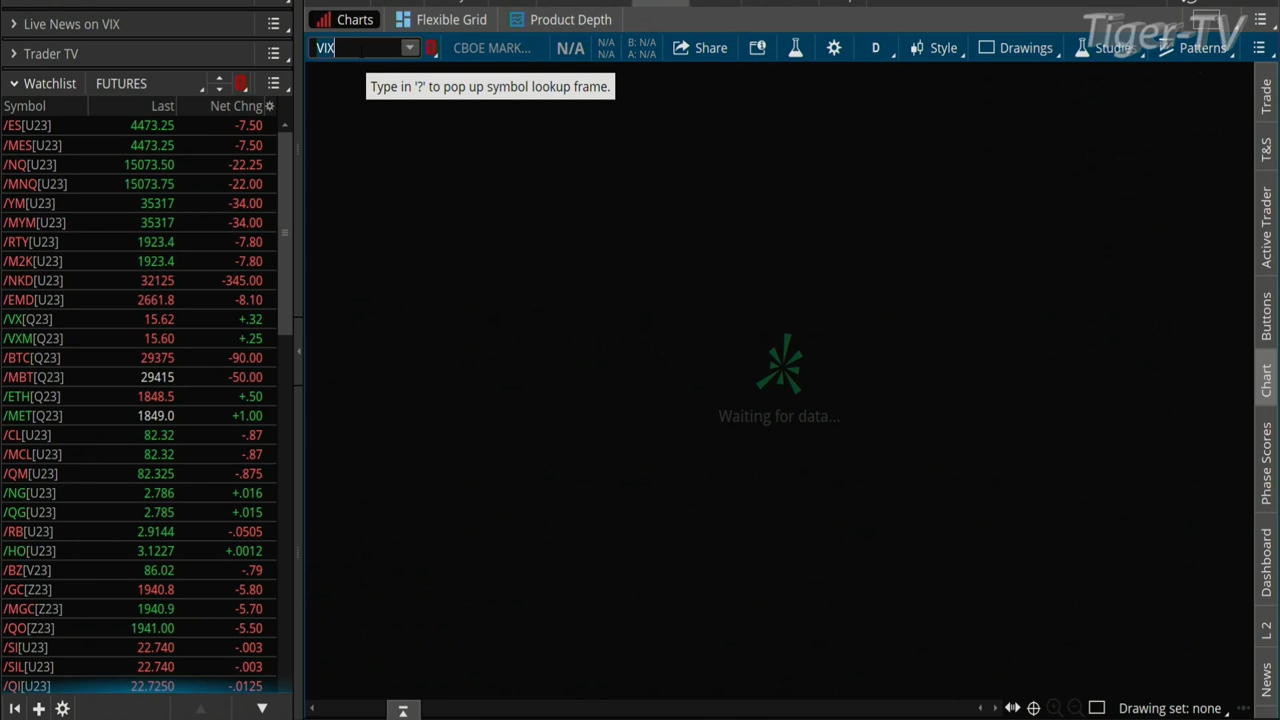 Live News on VIX
Trader TV
Watchlist FUTURES
Symbol Last Net Chng
/ES[U23] 4473.25 -7.50
/MES[U23] 4473.25 -7.50
/NQ[U23] 15073.50 -22.25
/MNQ[U23] 15073.75 -22.00
/YM[U23] 35317 -34.00
/MYM[U23] 35317 -34.00
/RTY[U23] 1923.4 -7.80
/M2K[U23] 1923.4 -7.80
/NKD[U23] 32125 -345.00
/EMD[U23] 2661.8 -8.10
/VX[Q23] 15.62 +.32
/VXM[Q23] 15.60 +.25
/BTC[Q23] 29375 -90.00
/MBT[Q23] 29415 -50.00
/ETH[Q23] 1848.5 +.50
/MET[Q23] 1849.0 +1.00
/CL[U23] 82.32 -.87
/MCL[U23] 82.32 -.87
/QM[U23] 82.325 -.875
/NG[U23] 2.786 +.016
/QG[U23] 2.785 +.015
/RB[U23] 2.9144 -.0505
/HO[U23] 3.1227 +.0012
/BZ[V23] 86.02 -.79
/GC[Z23] 1940.8 -5.80
/MGC[Z23] 1940.9 -5.70
/QO[Z23] 1941.00 -5.50
/SI[U23] 22.740 -.003
/SIL[U23] 22.740 -.003
/QI[U23] 22.7250 -.0125
Charts Flexible Grid Product Depth
Tiger-TV
VIX CBOE MARK... N/A B: N/A A: N/A N/A N/A Share D Style Drawings Studies Patterns
Type in '?' to pop up symbol lookup frame.
Waiting for data...
Trade
T&S
Active Trader
Buttons
Chart
Phase Scores
Dashboard
L 2
News
Drawing set: none